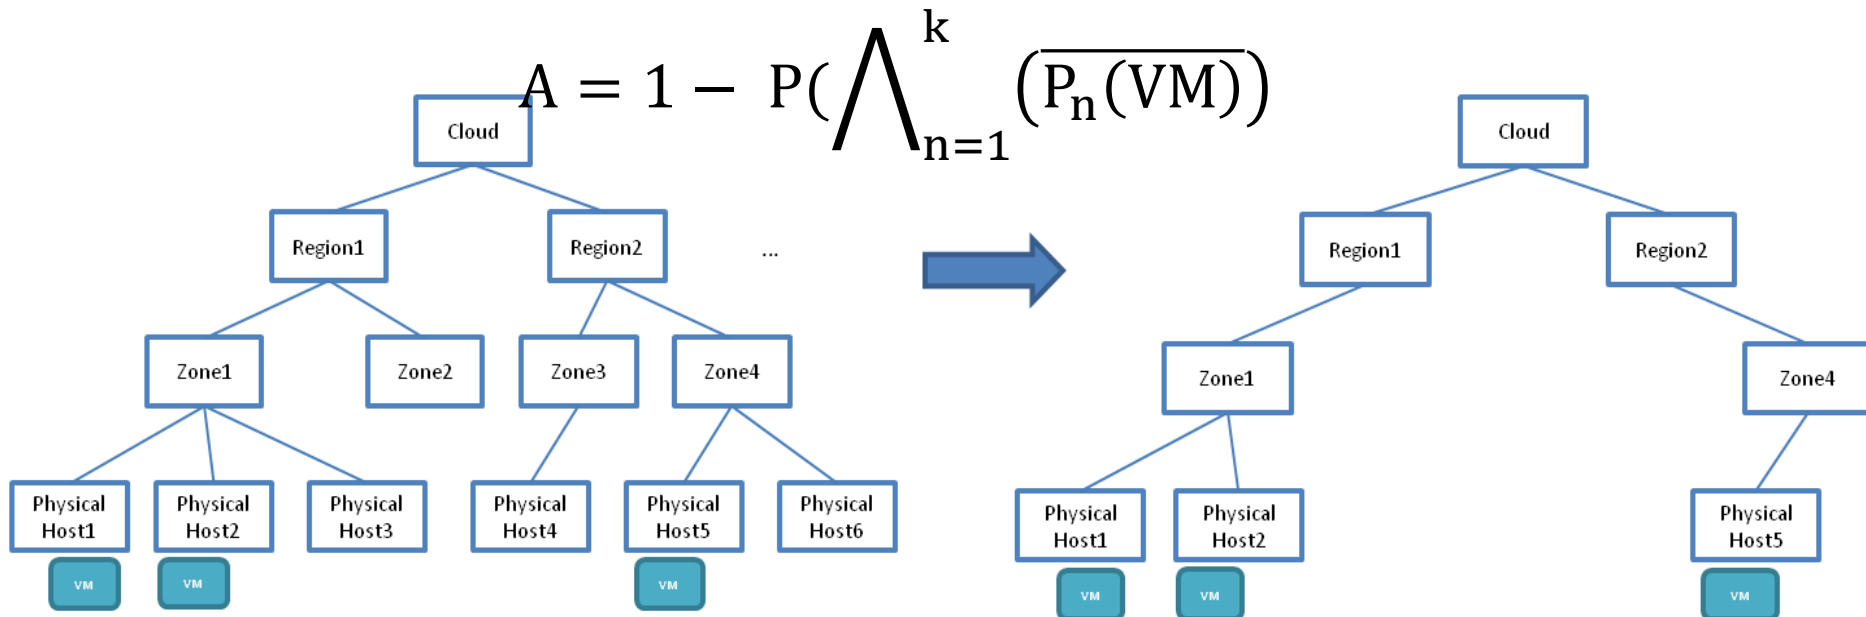 A = 1 − P(⋀ₙ₌₁ᵏ (P̅ₙ̅(̅V̅M̅)̅))
Cloud
Region1
Region2
...
Zone1
Zone2
Zone3
Zone4
Physical
Host1
Physical
Host2
Physical
Host3
Physical
Host4
Physical
Host5
Physical
Host6
VM
VM
VM
Cloud
Region1
Region2
Zone1
Zone4
Physical
Host1
Physical
Host2
Physical
Host5
VM
VM
VM